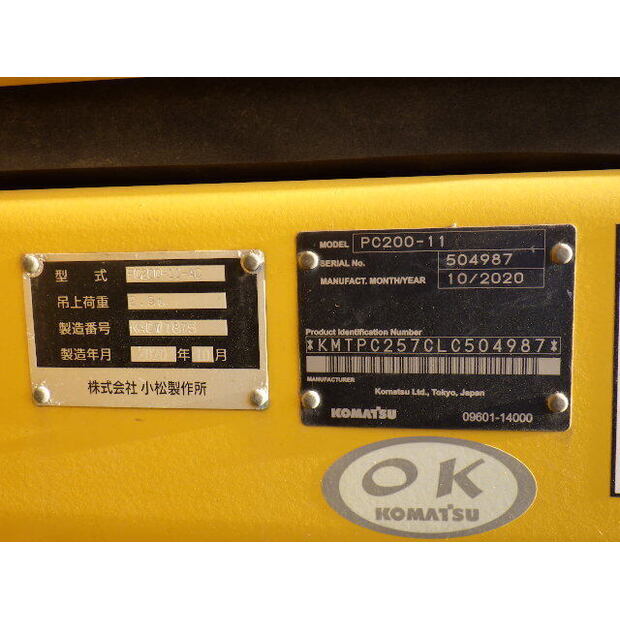 型式
吊上荷重
製造番号
製造年月 年10月
株式会社 小松製作所
MODEL PC200-11
SERIAL No. 504987
MANUFACT. MONTH/YEAR 10/2020
Product Identification Number
*KMTPC257CLC504987*
MANUFACTURER
Komatsu Ltd., Tokyo, Japan
KOMATSU 09601-14000
OK
KOMATSU